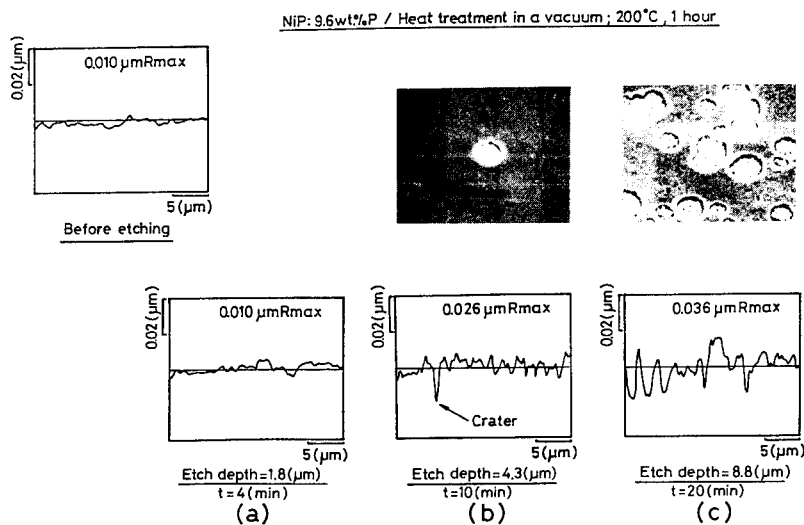 NiP: 9.6wt.%P / Heat treatment in a vacuum ; 200°C , 1 hour
0.02 (μm)
0.010 μmRmax
5 (μm)
Before etching
0.02 (μm)
0.010 μmRmax
5 (μm)
Etch depth=1.8(μm)
t=4(min)
(a)
0.02 (μm)
0.026 μmRmax
Crater
5 (μm)
Etch depth=4.3(μm)
t=10(min)
(b)
0.02 (μm)
0.036 μmRmax
5 (μm)
Etch depth=8.8(μm)
t=20(min)
(c)